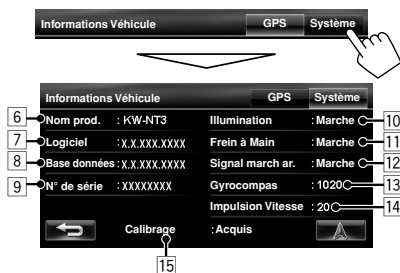 Informations Véhicule GPS Système
Informations Véhicule GPS Système
6 Nom prod. : KW-NT3 Illumination : Marche 10
7 Logiciel : X.X.XXX.XXXX Frein à Main : Marche 11
8 Base données : X.X.XXX.XXXX Signal march ar. : Marche 12
9 N° de série : XXXXXXXX Gyrocompas : 1020 13
Impulsion Vitesse : 20 14
Calibrage : Acquis
15